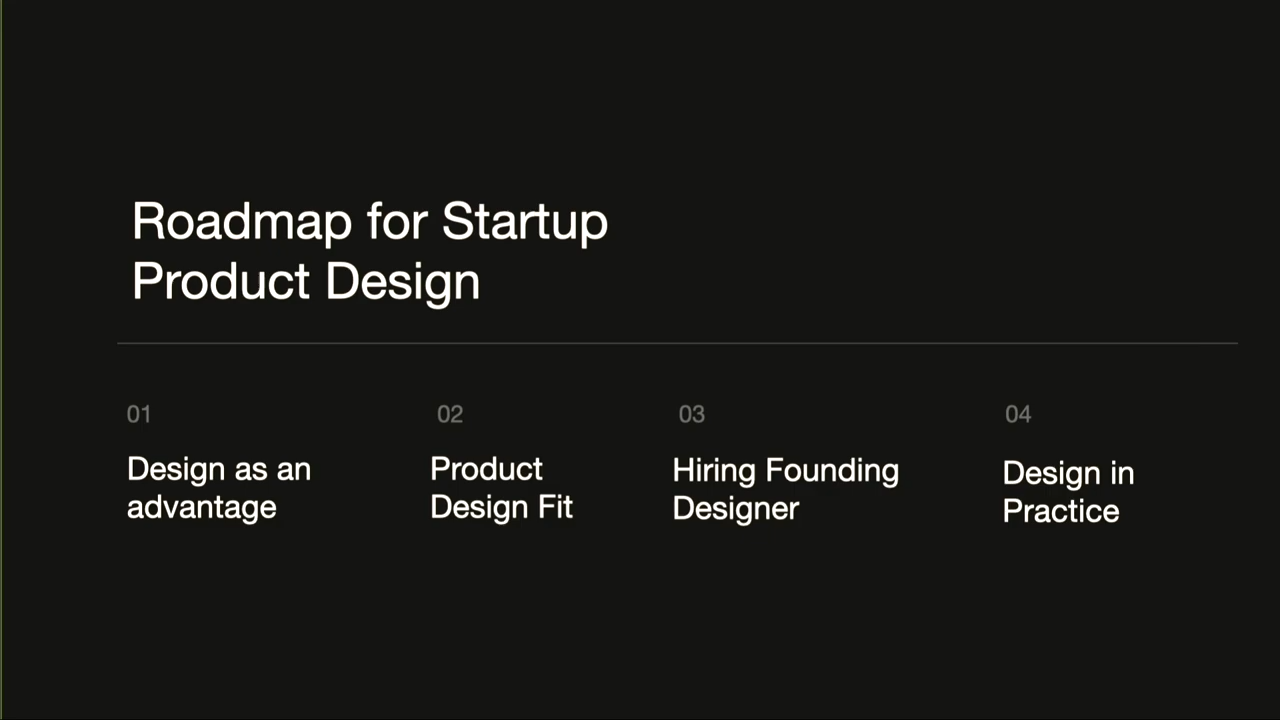 Roadmap for Startup
Product Design
01
Design as an
advantage
02
Product
Design Fit
03
Hiring Founding
Designer
04
Design in
Practice